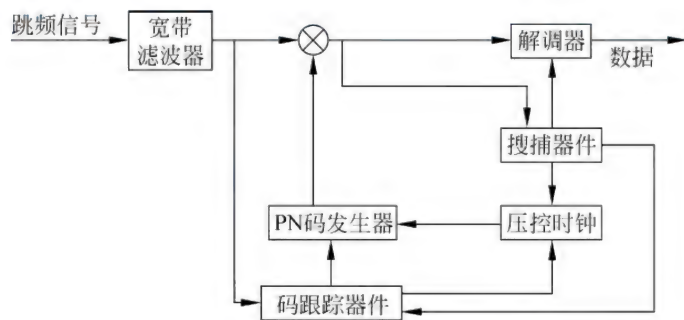 跳频信号
宽带
滤波器
解调器
数据
搜捕器件
PN码发生器
压控时钟
码跟踪器件